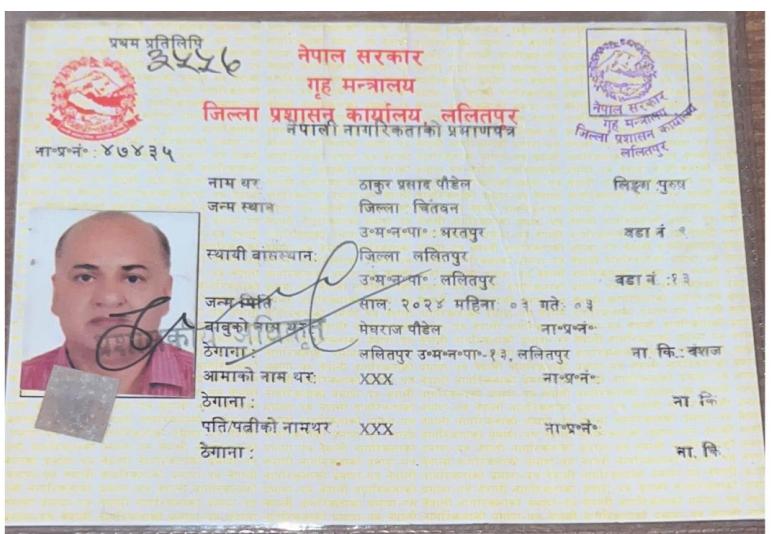 प्रथम प्रतिलिपि
३५५६
नेपाल सरकार
गृह मन्त्रालय
जिल्ला प्रशासन कार्यालय, ललितपुर
नेपाली नागरिकताको प्रमाणपत्र
नेपाल सरकार
गृह मन्त्रालय
जिल्ला प्रशासन कार्यालय
ललितपुर
ना॰प्र॰नं॰: ४७४३५
नाम थर ठाकुर प्रसाद पौडेल लिङ्ग :पुरुष
जन्म स्थान जिल्ला चितवन
उ॰म॰न॰पा॰ : भरतपुर वडा नं ९
स्थायी बासस्थान: जिल्ला ललितपुर
उ॰म॰न॰पा॰ ललितपुर वडा नं :१३
जन्म मिति साल: २०२४ महिना: ०३ गते: ०३
बाबुको नाम थर मेघराज पौडेल ना॰प्र॰नं॰
ठेगाना: ललितपुर उ॰म॰न॰पा॰-१३, ललितपुर ना. कि.: वंशज
आमाको नाम थर: XXX ना॰प्र॰नं॰:
ठेगाना : ना. कि
पति/पत्नीको नामथर XXX ना॰प्र॰नं॰
ठेगाना: ना. कि